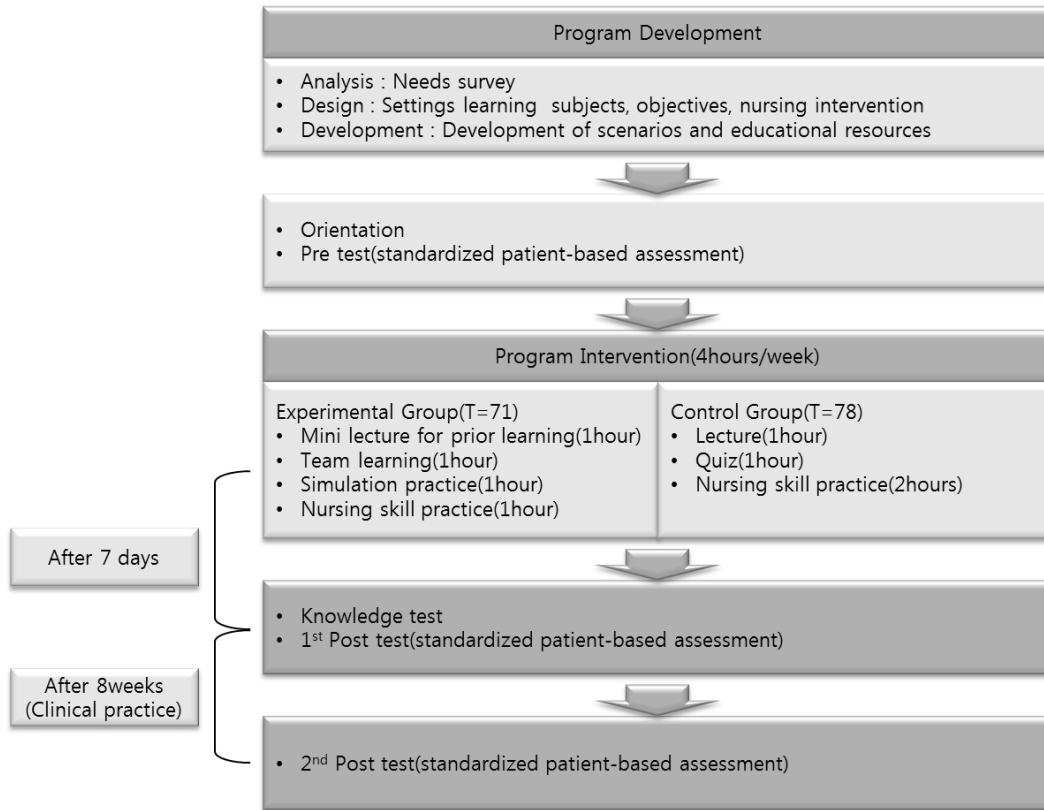 Program Development
• Analysis : Needs survey
• Design : Settings learning subjects, objectives, nursing intervention
• Development : Development of scenarios and educational resources
• Orientation
• Pre test(standardized patient-based assessment)
Program Intervention(4hours/week)
Experimental Group(T=71)
• Mini lecture for prior learning(1hour)
• Team learning(1hour)
• Simulation practice(1hour)
• Nursing skill practice(1hour)
Control Group(T=78)
• Lecture(1hour)
• Quiz(1hour)
• Nursing skill practice(2hours)
After 7 days
• Knowledge test
• 1st Post test(standardized patient-based assessment)
After 8weeks
(Clinical practice)
• 2nd Post test(standardized patient-based assessment)